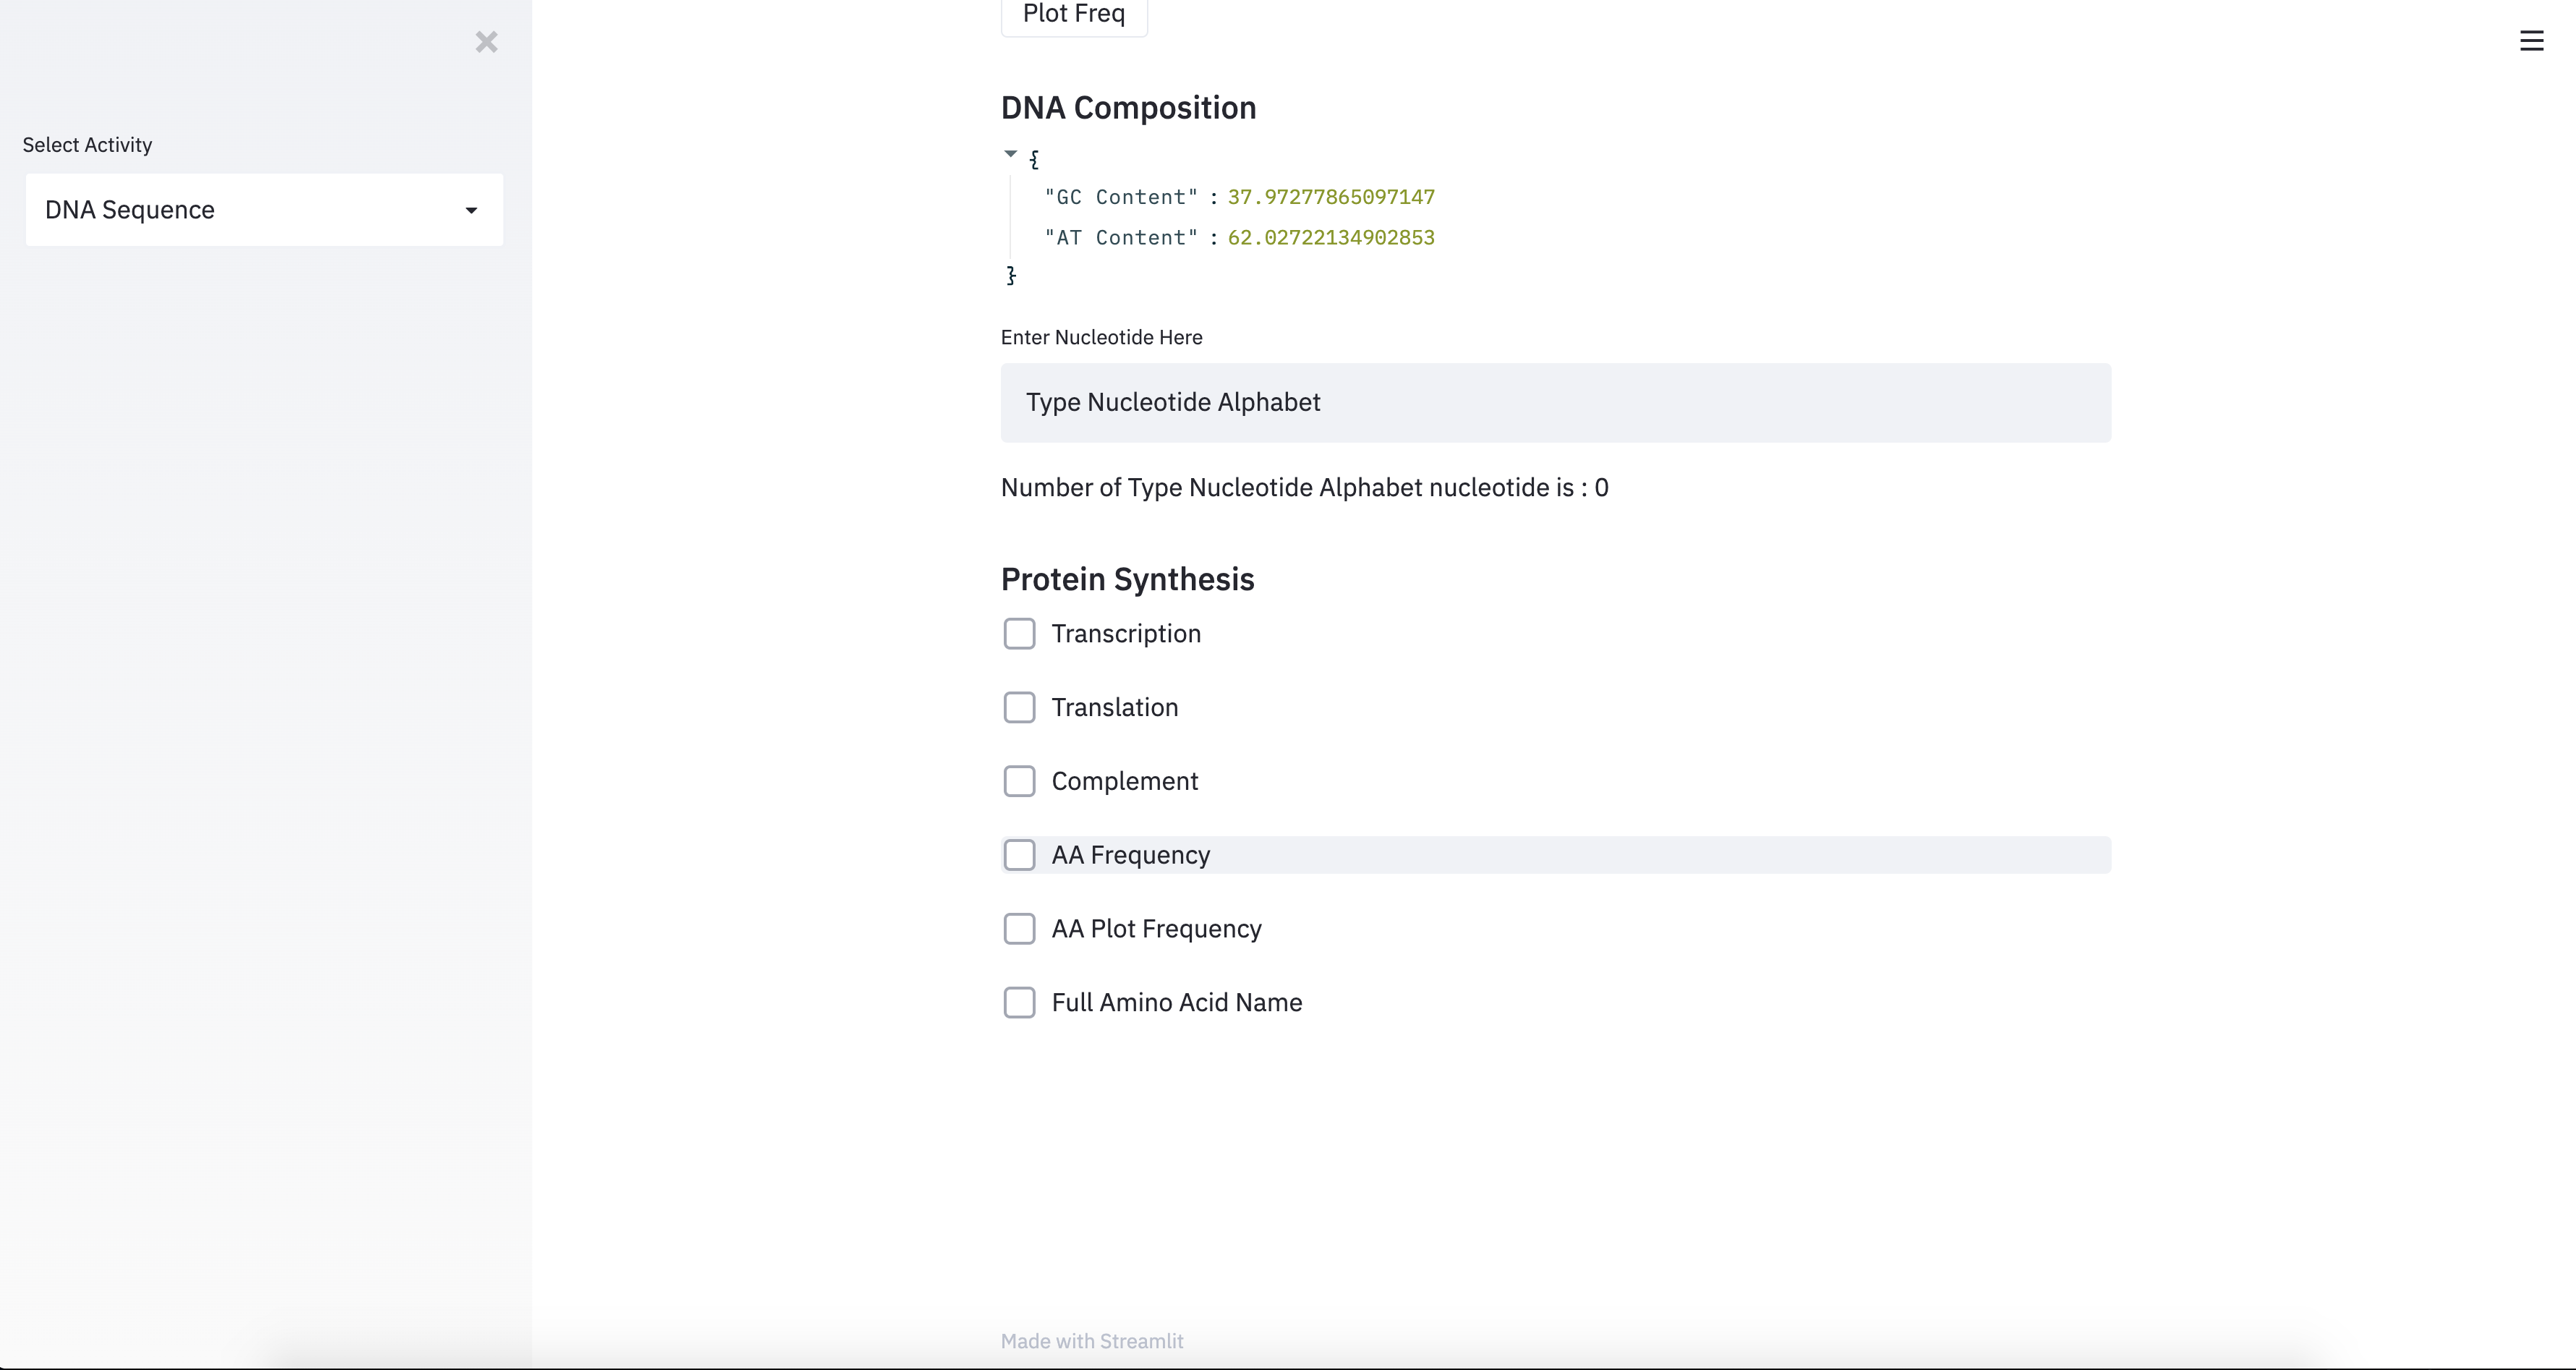 Plot Freq
Select Activity
DNA Sequence
DNA Composition
{
"GC Content" : 37.97277865097147
"AT Content" : 62.02722134902853
}
Enter Nucleotide Here
Type Nucleotide Alphabet
Number of Type Nucleotide Alphabet nucleotide is : 0
Protein Synthesis
Transcription
Translation
Complement
AA Frequency
AA Plot Frequency
Full Amino Acid Name
Made with Streamlit